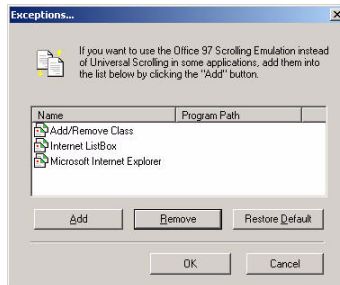 Exceptions...
If you want to use the Office 97 Scrolling Emulation instead
of Universal Scrolling in some applications, add them into
the list below by clicking the "Add" button.
Name Program Path
Add/Remove Class
Internet ListBox
Microsoft Internet Explorer
Add Remove Restore Default
OK Cancel